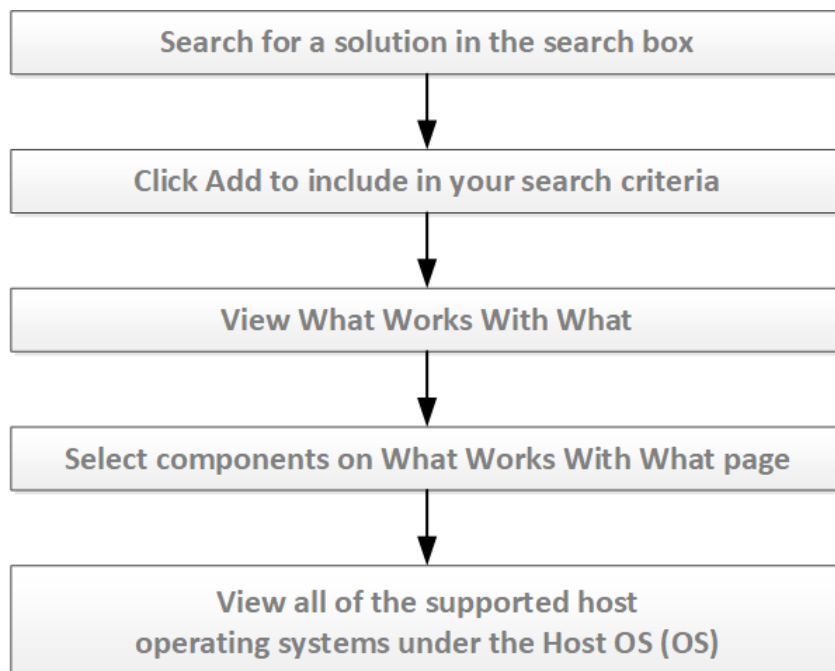 Search for a solution in the search box
Click Add to include in your search criteria
View What Works With What
Select components on What Works With What page
View all of the supported host
operating systems under the Host OS (OS)